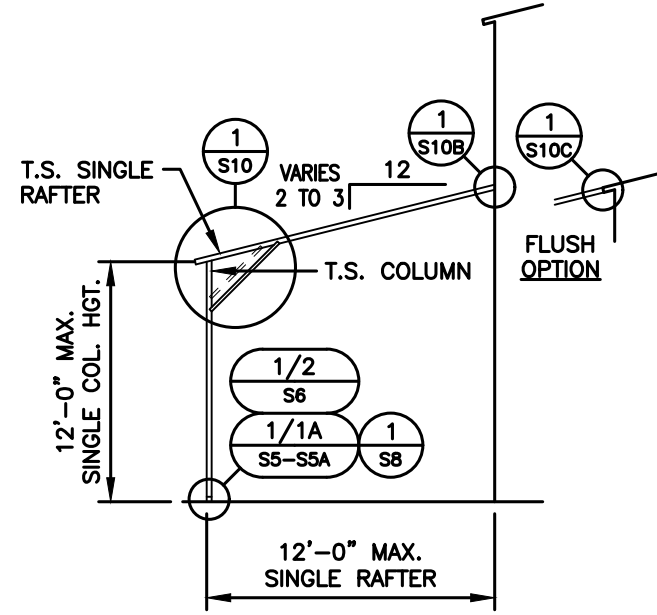 1
S10
1
S10B
1
S10C
T.S. SINGLE
RAFTER
VARIES
2 TO 3
12
FLUSH
OPTION
T.S. COLUMN
12'-0" MAX.
SINGLE COL. HGT.
1/2
S6
1/1A
S5-S5A
1
S8
12'-0" MAX.
SINGLE RAFTER